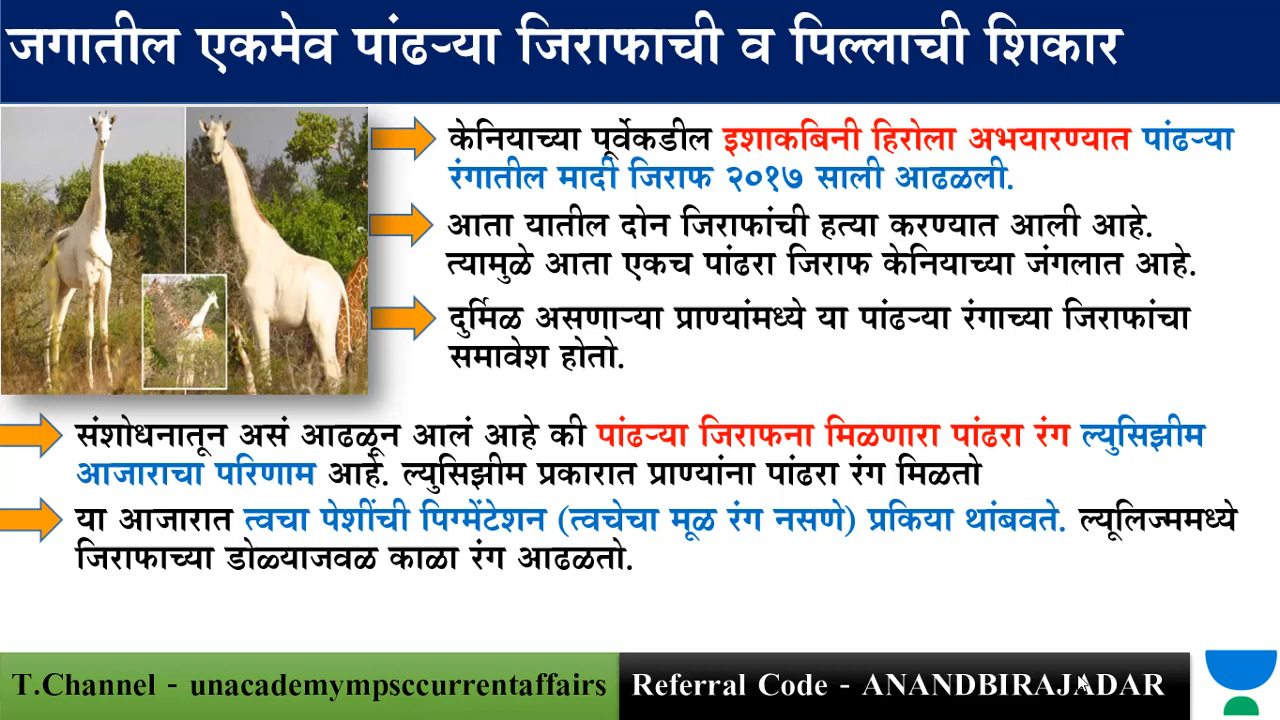 जगातील एकमेव पांढऱ्या जिराफाची व पिल्लाची शिकार
केनियाच्या पूर्वेकडील इशाकबिनी हिरोला अभयारण्यात पांढऱ्या
रंगातील मादी जिराफ २०१७ साली आढळली.
आता यातील दोन जिराफांची हत्या करण्यात आली आहे.
त्यामुळे आता एकच पांढरा जिराफ केनियाच्या जंगलात आहे.
दुर्मिळ असणाऱ्या प्राण्यांमध्ये या पांढऱ्या रंगाच्या जिराफांचा
समावेश होतो.
संशोधनातून असं आढळून आलं आहे की पांढऱ्या जिराफना मिळणारा पांढरा रंग ल्युसिझीम
आजाराचा परिणाम आहे. ल्युसिझीम प्रकारात प्राण्यांना पांढरा रंग मिळतो
या आजारात त्वचा पेशींची पिग्मेंटेशन (त्वचेचा मूळ रंग नसणे) प्रकिया थांबवते. ल्यूलिज्ममध्ये
जिराफाच्या डोळ्याजवळ काळा रंग आढळतो.
T.Channel - unacademympsccurrentaffairs
Referral Code - ANANDBIRAJADAR